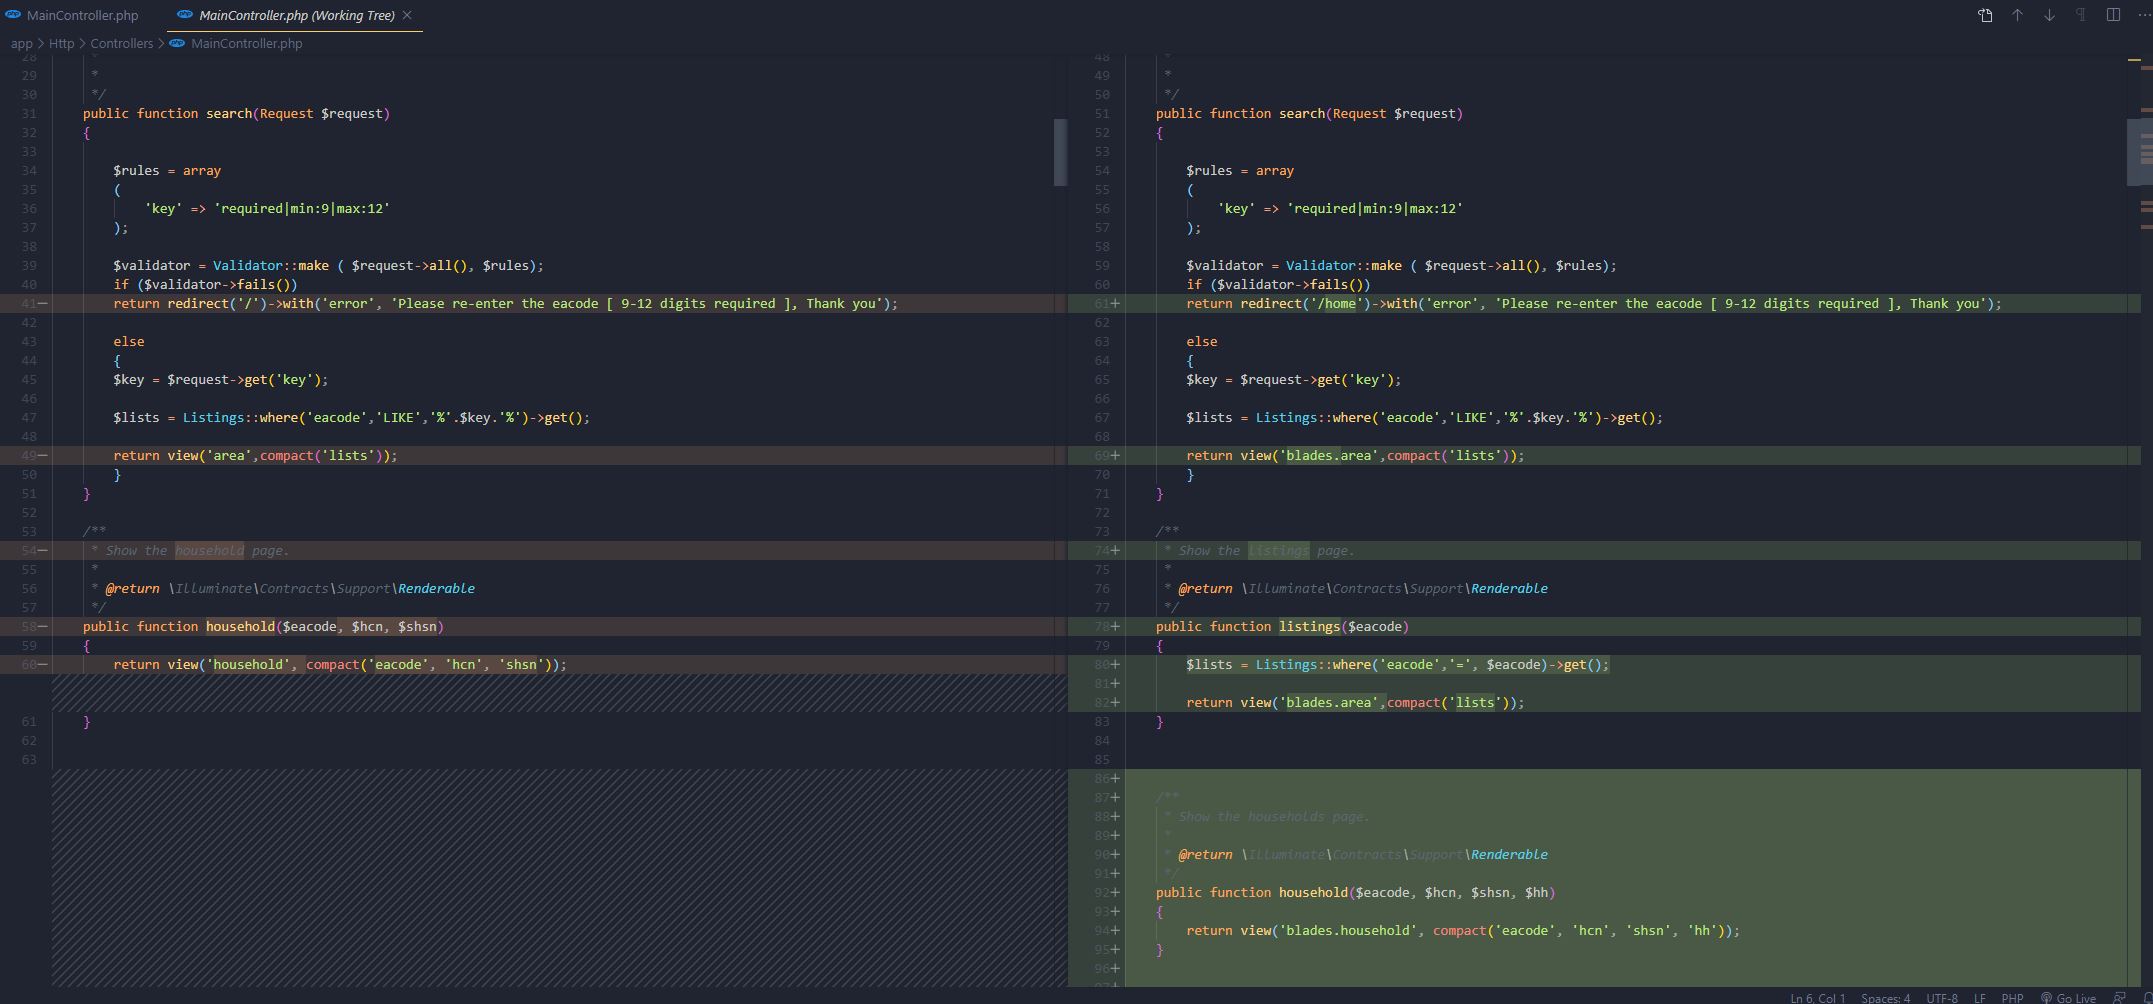 MainController.php
MainController.php (Working Tree)
app > Http > Controllers > MainController.php
28 *
29 *
30 */
31 public function search(Request $request)
32 {
33
34 $rules = array
35 (
36 'key' => 'required|min:9|max:12'
37 );
38
39 $validator = Validator::make ( $request->all(), $rules);
40 if ($validator->fails())
41— return redirect('/')->with('error', 'Please re-enter the eacode [ 9-12 digits required ], Thank you');
42
43 else
44 {
45 $key = $request->get('key');
46
47 $lists = Listings::where('eacode','LIKE','%'.$key.'%')->get();
48
49— return view('area',compact('lists'));
50 }
51 }
52
53 /**
54— * Show the household page.
55 *
56 * @return \Illuminate\Contracts\Support\Renderable
57 */
58— public function household($eacode, $hcn, $shsn)
59 {
60— return view('household', compact('eacode', 'hcn', 'shsn'));
61 }
62
63
48 *
49 *
50 */
51 public function search(Request $request)
52 {
53
54 $rules = array
55 (
56 'key' => 'required|min:9|max:12'
57 );
58
59 $validator = Validator::make ( $request->all(), $rules);
60 if ($validator->fails())
61+ return redirect('/home')->with('error', 'Please re-enter the eacode [ 9-12 digits required ], Thank you');
62
63 else
64 {
65 $key = $request->get('key');
66
67 $lists = Listings::where('eacode','LIKE','%'.$key.'%')->get();
68
69+ return view('blades.area',compact('lists'));
70 }
71 }
72
73 /**
74+ * Show the listings page.
75 *
76 * @return \Illuminate\Contracts\Support\Renderable
77 */
78+ public function listings($eacode)
79 {
80+ $lists = Listings::where('eacode','=', $eacode)->get();
81+
82+ return view('blades.area',compact('lists'));
83 }
84
85
86+
87+ /**
88+ * Show the households page.
89+ *
90+ * @return \Illuminate\Contracts\Support\Renderable
91+ */
92+ public function household($eacode, $hcn, $shsn, $hh)
93+ {
94+ return view('blades.household', compact('eacode', 'hcn', 'shsn', 'hh'));
95+ }
96+
97+
Ln 6, Col 1 Spaces: 4 UTF-8 LF PHP Go Live